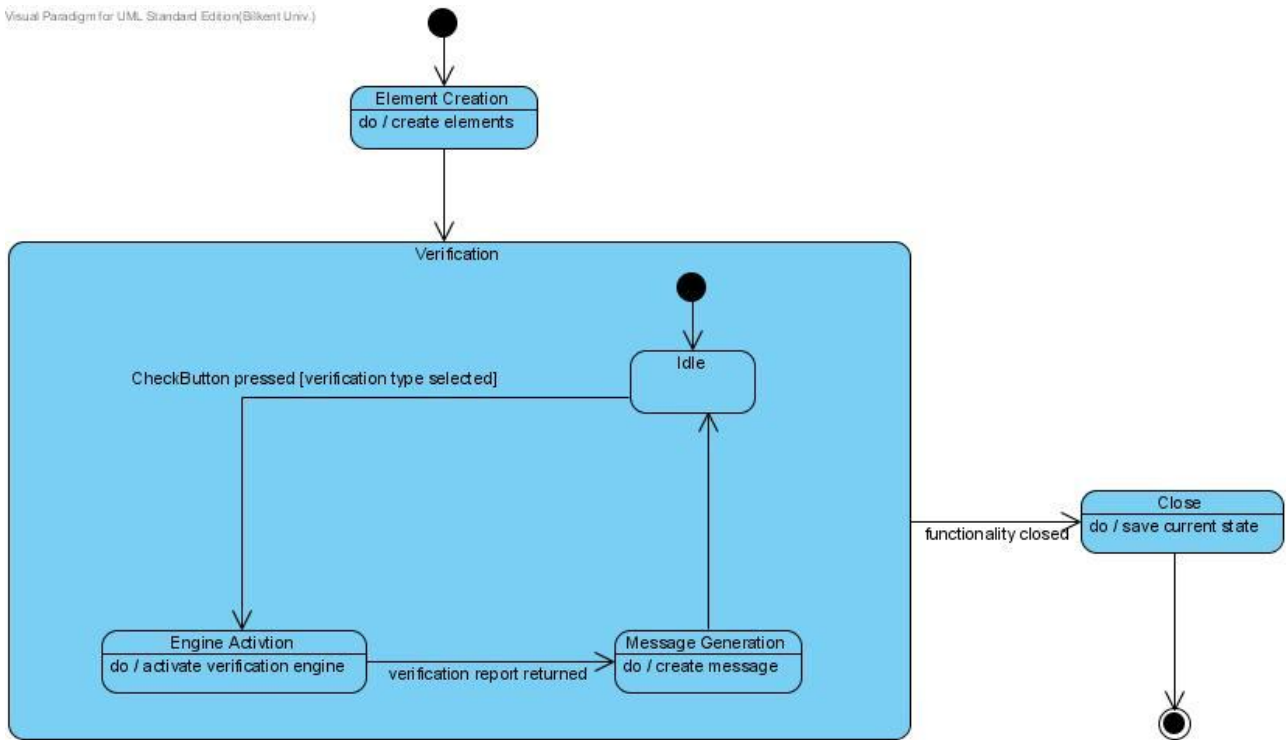 Visual Paradigm for UML Standard Edition(Bilkent Univ.)
Element Creation
do / create elements
Verification
Idle
CheckButton pressed [verification type selected]
Close
do / save current state
functionality closed
Engine Activtion
do / activate verification engine
verification report returned
Message Generation
do / create message